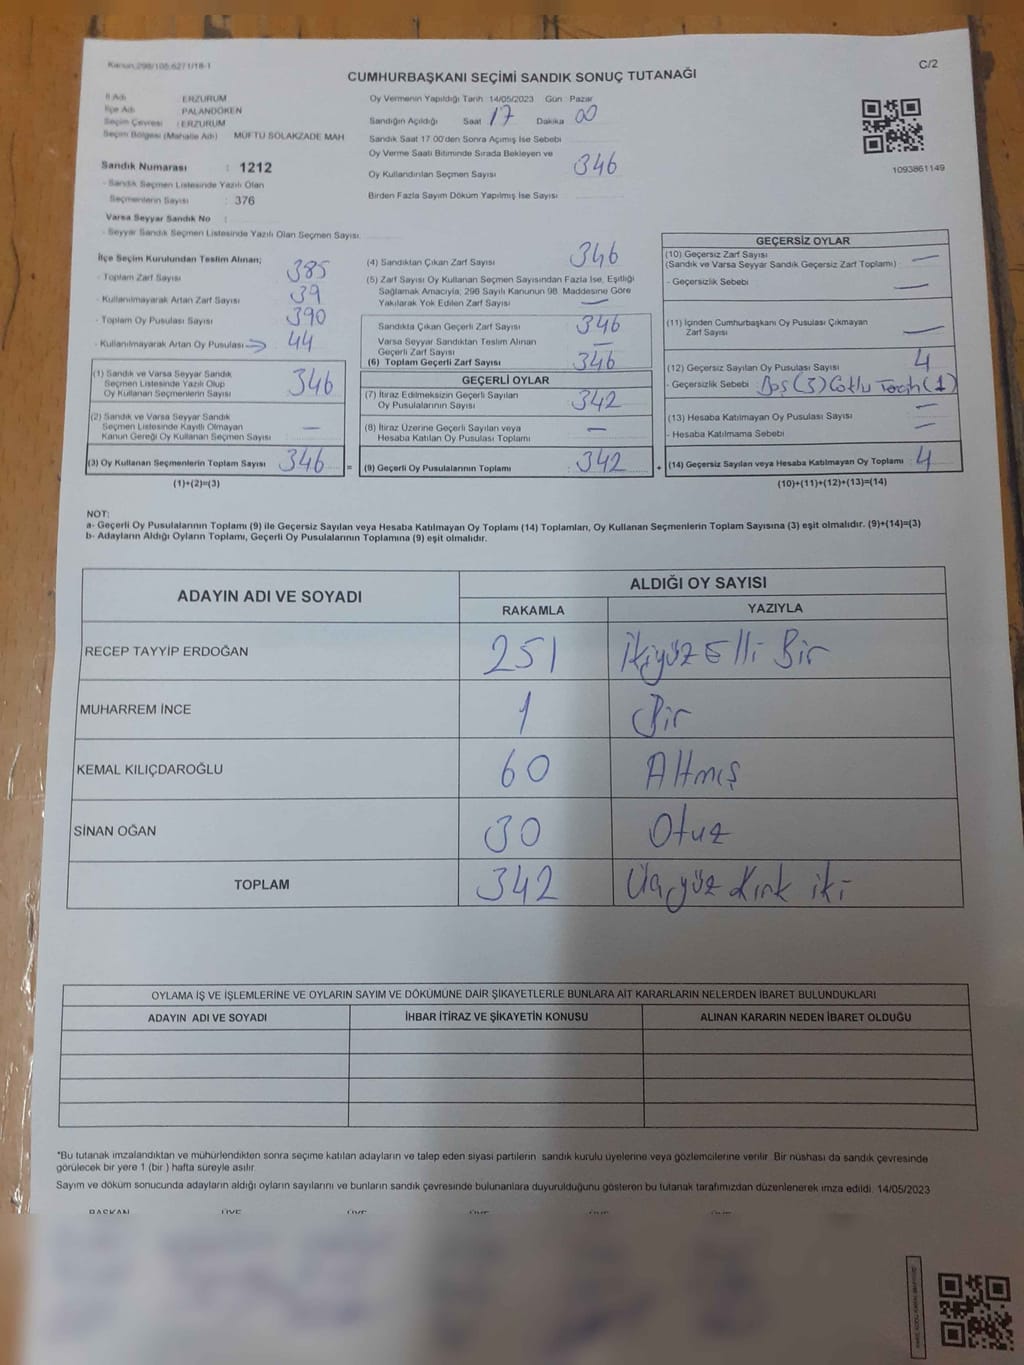 Kanun:298/105,6271/18-1
C/2
CUMHURBAŞKANI SEÇİMİ SANDIK SONUÇ TUTANAĞI
İl Adı : ERZURUM
İlçe Adı : PALANDÖKEN
Seçim Çevresi : ERZURUM
Seçim Bölgesi (Mahalle Adı) MÜFTÜ SOLAKZADE MAH
Sandık Numarası : 1212
- Sandık Seçmen Listesinde Yazılı Olan
Seçmenlerin Sayısı : 376
Varsa Seyyar Sandık No :
- Seyyar Sandık Seçmen Listesinde Yazılı Olan Seçmen Sayısı:
Oy Vermenin Yapıldığı Tarih 14/05/2023 Gün Pazar
Sandığın Açıldığı Saat 17 Dakika 00
Sandık Saat 17.00'den Sonra Açımış İse Sebebi
Oy Verme Saati Bitiminde Sırada Bekleyen ve
Oy Kullandırılan Seçmen Sayısı 346
Birden Fazla Sayım Döküm Yapılmış İse Sayısı
1093861149
İlçe Seçim Kurulundan Teslim Alınan;
- Toplam Zarf Sayısı 385
- Kullanılmayarak Artan Zarf Sayısı 39
- Toplam Oy Pusulası Sayısı 390
- Kullanılmayarak Artan Oy Pusulası → 44
(1) Sandık ve Varsa Seyyar Sandık
Seçmen Listesinde Yazılı Olup
Oy Kullanan Seçmenlerin Sayısı 346
(2) Sandık ve Varsa Seyyar Sandık
Seçmen Listesinde Kayıtlı Olmayan
Kanun Gereği Oy Kullanan Seçmen Sayısı —
(3) Oy Kullanan Seçmenlerin Toplam Sayısı 346 =
(1)+(2)=(3)
(4) Sandıktan Çıkan Zarf Sayısı 346
(5) Zarf Sayısı Oy Kullanan Seçmen Sayısından Fazla İse, Eşitliği
Sağlamak Amacıyla; 298 Sayılı Kanunun 98. Maddesine Göre
Yakılarak Yok Edilen Zarf Sayısı —
Sandıkta Çıkan Geçerli Zarf Sayısı 346
Varsa Seyyar Sandıktan Teslim Alınan
Geçerli Zarf Sayısı —
(6) Toplam Geçerli Zarf Sayısı 346
GEÇERLİ OYLAR
(7) İtiraz Edilmeksizin Geçerli Sayılan
Oy Pusulalarının Sayısı 342
(8) İtiraz Üzerine Geçerli Sayılan veya
Hesaba Katılan Oy Pusulası Toplamı —
(9) Geçerli Oy Pusulalarının Toplamı : 342 +
GEÇERSİZ OYLAR
(10) Geçersiz Zarf Sayısı
(Sandık ve Varsa Seyyar Sandık Geçersiz Zarf Toplamı) —
- Geçersizlik Sebebi —
(11) İçinden Cumhurbaşkanı Oy Pusulası Çıkmayan
Zarf Sayısı —
(12) Geçersiz Sayılan Oy Pusulası Sayısı 4
- Geçersizlik Sebebi Boş (3) Çoklu Tercih (1)
(13) Hesaba Katılmayan Oy Pusulası Sayısı —
- Hesaba Katılmama Sebebi —
(14) Geçersiz Sayılan veya Hesaba Katılmayan Oy Toplamı : 4
(10)+(11)+(12)+(13)=(14)
NOT:
a- Geçerli Oy Pusulalarının Toplamı (9) ile Geçersiz Sayılan veya Hesaba Katılmayan Oy Toplamı (14) Toplamları, Oy Kullanan Seçmenlerin Toplam Sayısına (3) eşit olmalıdır. (9)+(14)=(3)
b- Adayların Aldığı Oyların Toplamı, Geçerli Oy Pusulalarının Toplamına (9) eşit olmalıdır.
ADAYIN ADI VE SOYADI
ALDIĞI OY SAYISI
RAKAMLA YAZIYLA
RECEP TAYYİP ERDOĞAN 251 İkiyüz Elli Bir
MUHARREM İNCE 1 Bir
KEMAL KILIÇDAROĞLU 60 Altmış
SİNAN OĞAN 30 Otuz
TOPLAM 342 Üçyüz Kırk iki
OYLAMA İŞ VE İŞLEMLERİNE VE OYLARIN SAYIM VE DÖKÜMÜNE DAİR ŞİKAYETLERLE BUNLARA AİT KARARLARIN NELERDEN İBARET BULUNDUKLARI
ADAYIN ADI VE SOYADI İHBAR İTİRAZ VE ŞİKAYETİN KONUSU ALINAN KARARIN NEDEN İBARET OLDUĞU
*Bu tutanak imzalandıktan ve mühürlendikten sonra seçime katılan adayların ve talep eden siyasi partilerin sandık kurulu üyelerine veya gözlemcilerine verilir. Bir nüshası da sandık çevresinde
görülecek bir yere 1 (bir ) hafta süreyle asılır.
Sayım ve döküm sonucunda adayların aldığı oyların sayılarını ve bunların sandık çevresinde bulunanlara duyurulduğunu gösteren bu tutanak tarafımızdan düzenlenerek imza edildi. 14/05/2023
BAŞKAN ÜYE ÜYE ÜYE ÜYE ÜYE